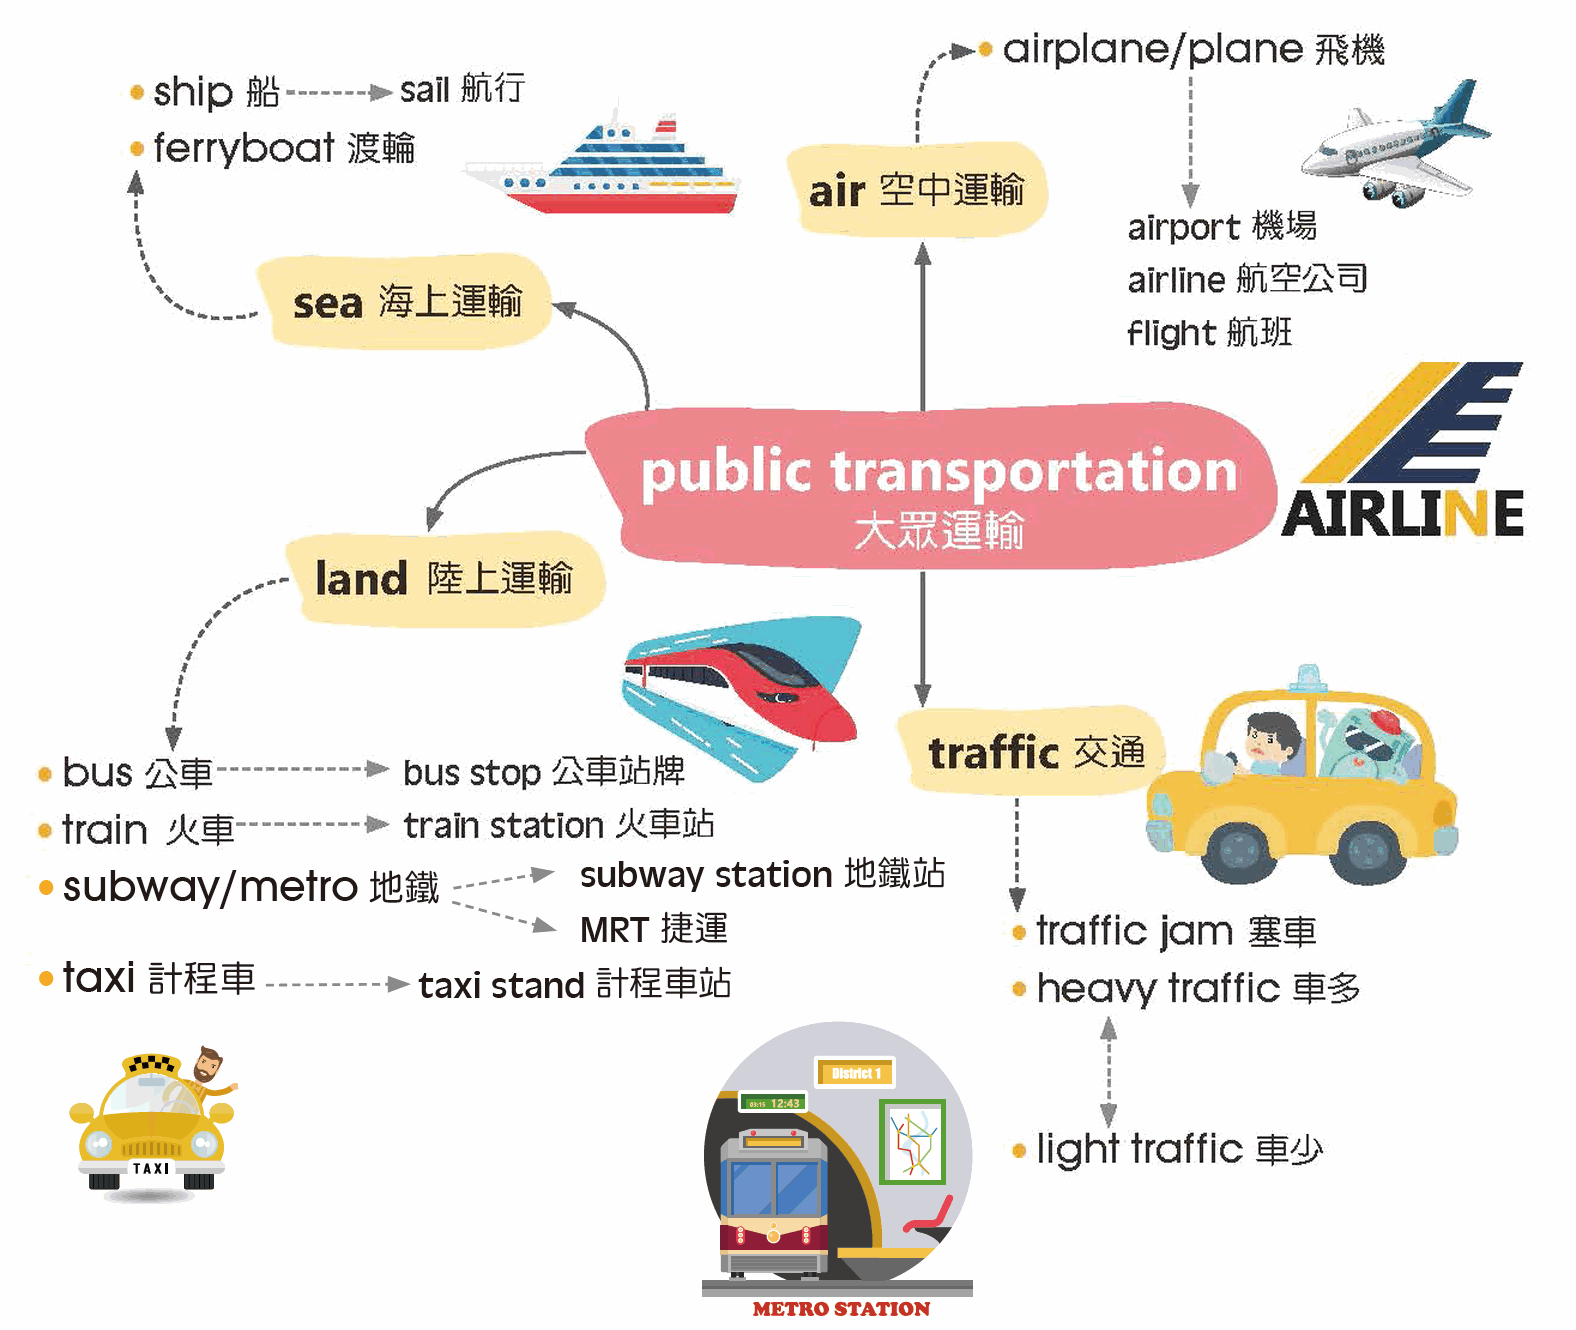 ship 船
sail 航行
ferryboat 渡輪
sea 海上運輸
airplane/plane 飛機
air 空中運輸
airport 機場
airline 航空公司
flight 航班
AIRLINE
public transportation
大眾運輸
land 陸上運輸
bus 公車
bus stop 公車站牌
train 火車
train station 火車站
subway/metro 地鐵
subway station 地鐵站
MRT 捷運
taxi 計程車
taxi stand 計程車站
TAXI
traffic 交通
traffic jam 塞車
heavy traffic 車多
light traffic 車少
District 1
03:15 12:43
METRO STATION